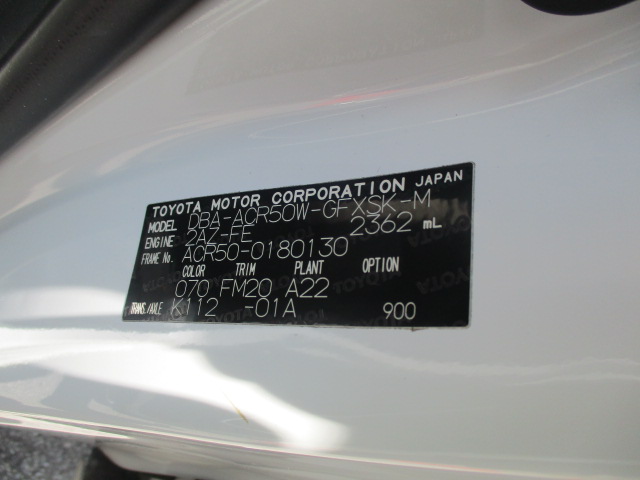 TOYOTA MOTOR CORPORATION JAPAN
MODEL DBA-ACR50W-GFXSK-M
ENGINE 2AZ-FE 2362 mL
FRAME No. ACR50-0180130
COLOR TRIM PLANT OPTION
070 FM20 A22
TRANS./AXLE K112 -01A 900